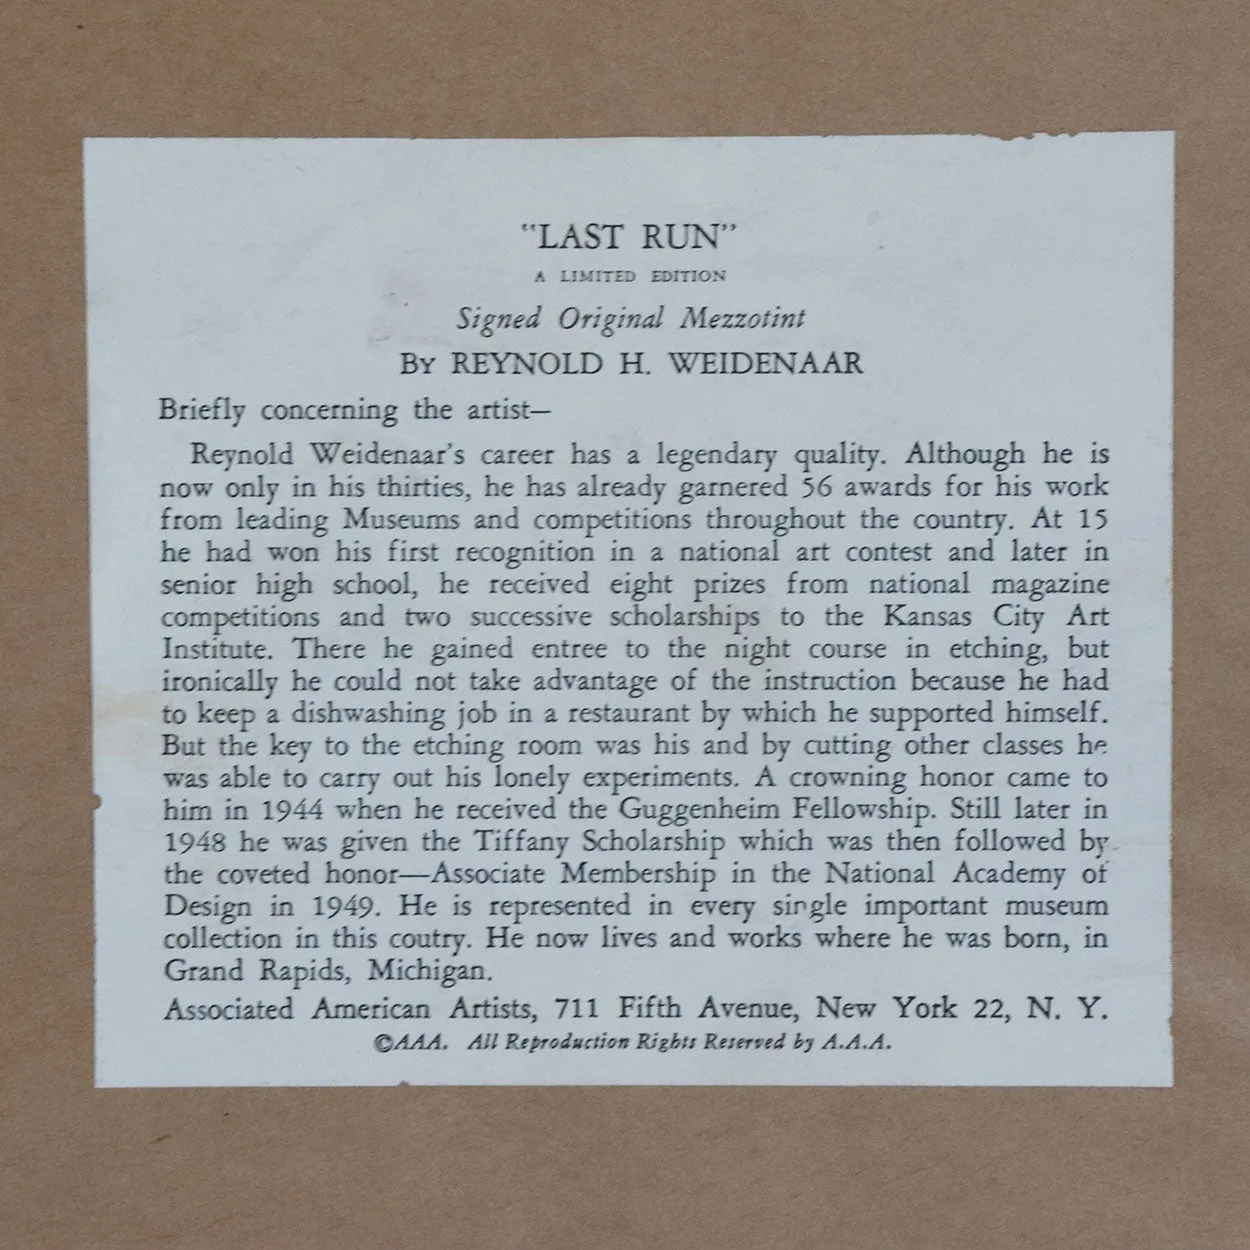 “LAST RUN”
A LIMITED EDITION
Signed Original Mezzotint
By REYNOLD H. WEIDENAAR
Briefly concerning the artist—
Reynold Weidenaar's career has a legendary quality. Although he is
now only in his thirties, he has already garnered 56 awards for his work
from leading Museums and competitions throughout the country. At 15
he had won his first recognition in a national art contest and later in
senior high school, he received eight prizes from national magazine
competitions and two successive scholarships to the Kansas City Art
Institute. There he gained entree to the night course in etching, but
ironically he could not take advantage of the instruction because he had
to keep a dishwashing job in a restaurant by which he supported himself.
But the key to the etching room was his and by cutting other classes he
was able to carry out his lonely experiments. A crowning honor came to
him in 1944 when he received the Guggenheim Fellowship. Still later in
1948 he was given the Tiffany Scholarship which was then followed by
the coveted honor—Associate Membership in the National Academy of
Design in 1949. He is represented in every single important museum
collection in this coutry. He now lives and works where he was born, in
Grand Rapids, Michigan.
Associated American Artists, 711 Fifth Avenue, New York 22, N. Y.
©AAA. All Reproduction Rights Reserved by A.A.A.